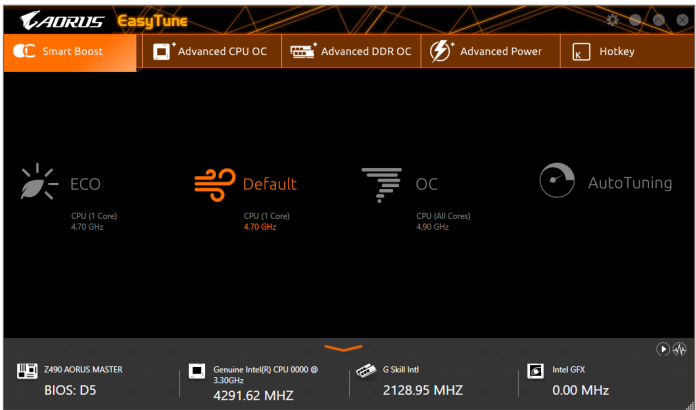 AORUS EasyTune
Smart Boost
Advanced CPU OC
Advanced DDR OC
Advanced Power
K
Hotkey
ECO
CPU (1 Core)
4.70 GHz
Default
CPU (1 Core)
4.70 GHz
OC
CPU (All Cores)
4.90 GHz
AutoTuning
Z490 AORUS MASTER
BIOS: D5
Genuine Intel(R) CPU 0000 @
3.30GHz
4291.62 MHZ
G Skill Intl
2128.95 MHZ
Intel GFX
0.00 MHz